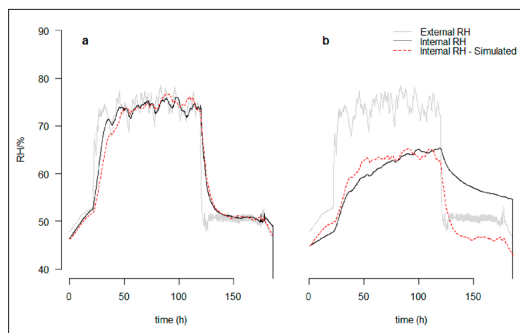 a
b
External RH
Internal RH
Internal RH - Simulated
RH/%
90
80
70
60
50
40
0 50 100 150
0 50 100 150
time (h)
time (h)